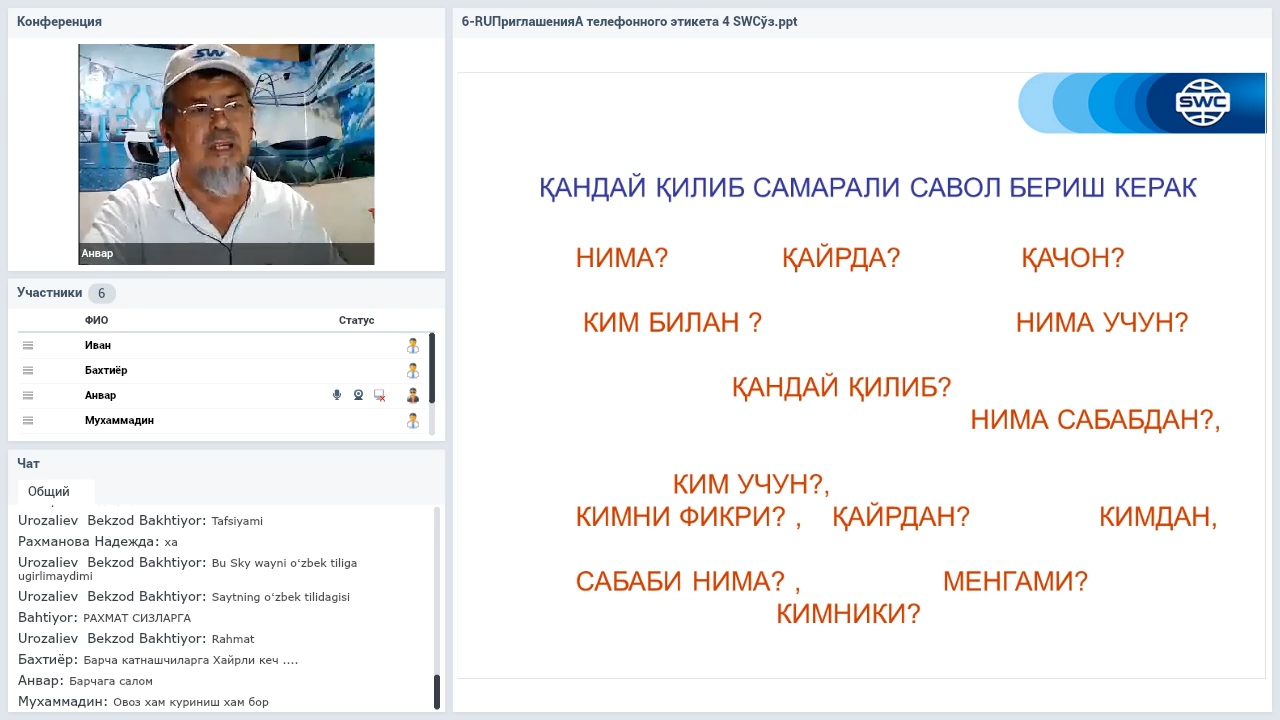 Конференция
SW
Анвар
Участники 6
ФИО Статус
Иван
Бахтиёр
Анвар
Мухаммадин
Чат
Общий
Urozaliev Bekzod Bakhtiyor: Tafsiyami
Рахманова Надежда: ха
Urozaliev Bekzod Bakhtiyor: Bu Sky wayni oʻzbek tiliga
ugirlimaydimi
Urozaliev Bekzod Bakhtiyor: Saytning oʻzbek tilidagisi
Bahtiyor: РАХМАТ СИЗЛАРГА
Urozaliev Bekzod Bakhtiyor: Rahmat
Бахтиёр: Барча катнашчиларга Хайрли кеч ....
Анвар: Барчага салом
Мухаммадин: Овоз хам куриниш хам бор
6-RUПриглашенияА телефонного этикета 4 SWCўз.ppt
SWC
ҚАНДАЙ ҚИЛИБ САМАРАЛИ САВОЛ БЕРИШ КЕРАК
НИМА? ҚАЙРДА? ҚАЧОН?
КИМ БИЛАН ? НИМА УЧУН?
ҚАНДАЙ ҚИЛИБ?
НИМА САБАБДАН?,
КИМ УЧУН?,
КИМНИ ФИКРИ? , ҚАЙРДАН? КИМДАН,
САБАБИ НИМА? , МЕНГАМИ?
КИМНИКИ?